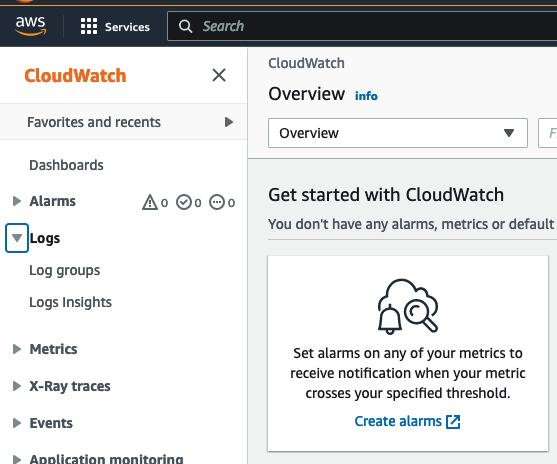 aws
Services
Search
CloudWatch
Favorites and recents
Dashboards
Alarms 0 0 0
Logs
Log groups
Logs Insights
Metrics
X-Ray traces
Events
Application monitoring
CloudWatch
Overview info
Overview
F
Get started with CloudWatch
You don't have any alarms, metrics or default
Set alarms on any of your metrics to
receive notification when your metric
crosses your specified threshold.
Create alarms